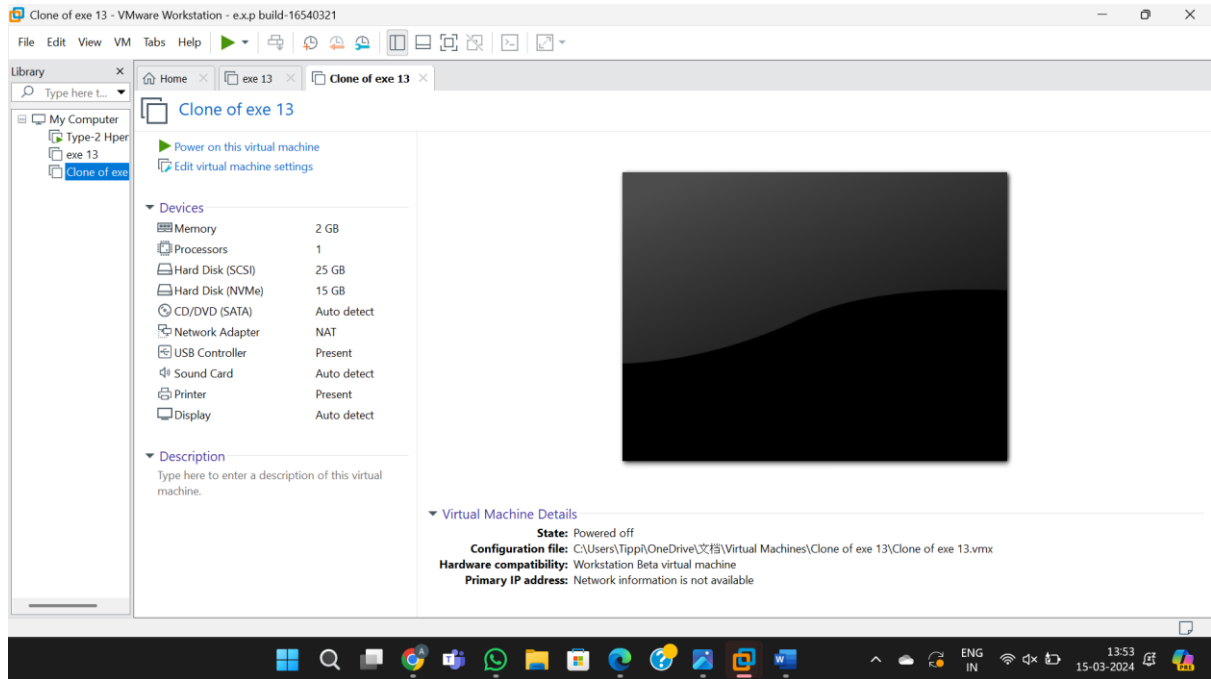 Clone of exe 13 - VMware Workstation - e.x.p build-16540321
File Edit View VM Tabs Help
Library
Type here t...
My Computer
Type-2 Hper
exe 13
Clone of exe
Home
exe 13
Clone of exe 13
Clone of exe 13
Power on this virtual machine
Edit virtual machine settings
Devices
Memory 2 GB
Processors 1
Hard Disk (SCSI) 25 GB
Hard Disk (NVMe) 15 GB
CD/DVD (SATA) Auto detect
Network Adapter NAT
USB Controller Present
Sound Card Auto detect
Printer Present
Display Auto detect
Description
Type here to enter a description of this virtual
machine.
Virtual Machine Details
State: Powered off
Configuration file: C:\Users\Tippi\OneDrive\文档\Virtual Machines\Clone of exe 13\Clone of exe 13.vmx
Hardware compatibility: Workstation Beta virtual machine
Primary IP address: Network information is not available
ENG
IN
13:53
15-03-2024
PRE